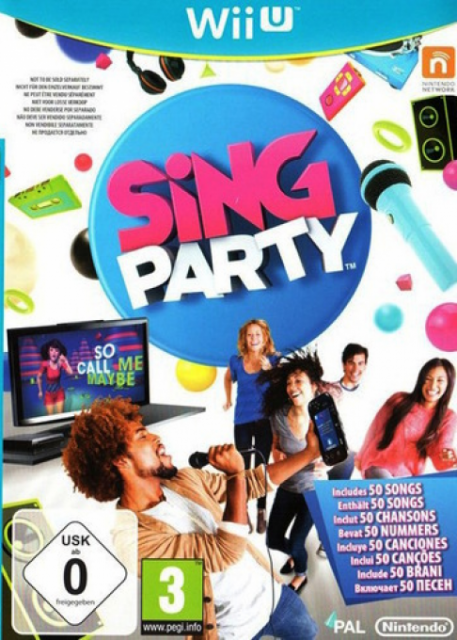 Wii U
NINTENDO
NETWORK
NOT TO BE SOLD SEPARATELY
NICHT FÜR DEN EINZELVERKAUF BESTIMMT
NE PEUT ÊTRE VENDU SÉPARÉMENT
NIET VOOR LOSSE VERKOOP
NO DEBE VENDERSE POR SEPARADO
NÃO DEVE SER VENDIDO SEPARADAMENTE
NON VENDIBILE SEPARATAMENTE
НЕ ПРОДАЕТСЯ ОТДЕЛЬНО
SiNG
PARTY™
SO
CALL ME
MAYBE
Includes 50 SONGS
Enthält 50 SONGS
Inclut 50 CHANSONS
Bevat 50 NUMMERS
Incluye 50 CANCIONES
Inclui 50 CANÇÕES
Include 50 BRANI
Включает 50 ПЕСЕН
USK
ab
0
freigegeben
3
www.pegi.info
PAL
Nintendo